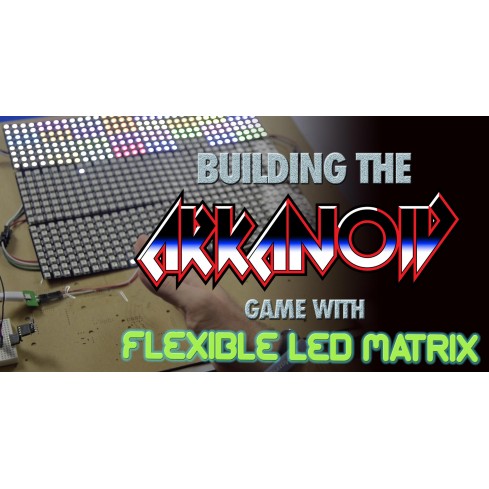 BUILDING THE
ARKANOID
GAME WITH
FLEXIBLE LED MATRIX